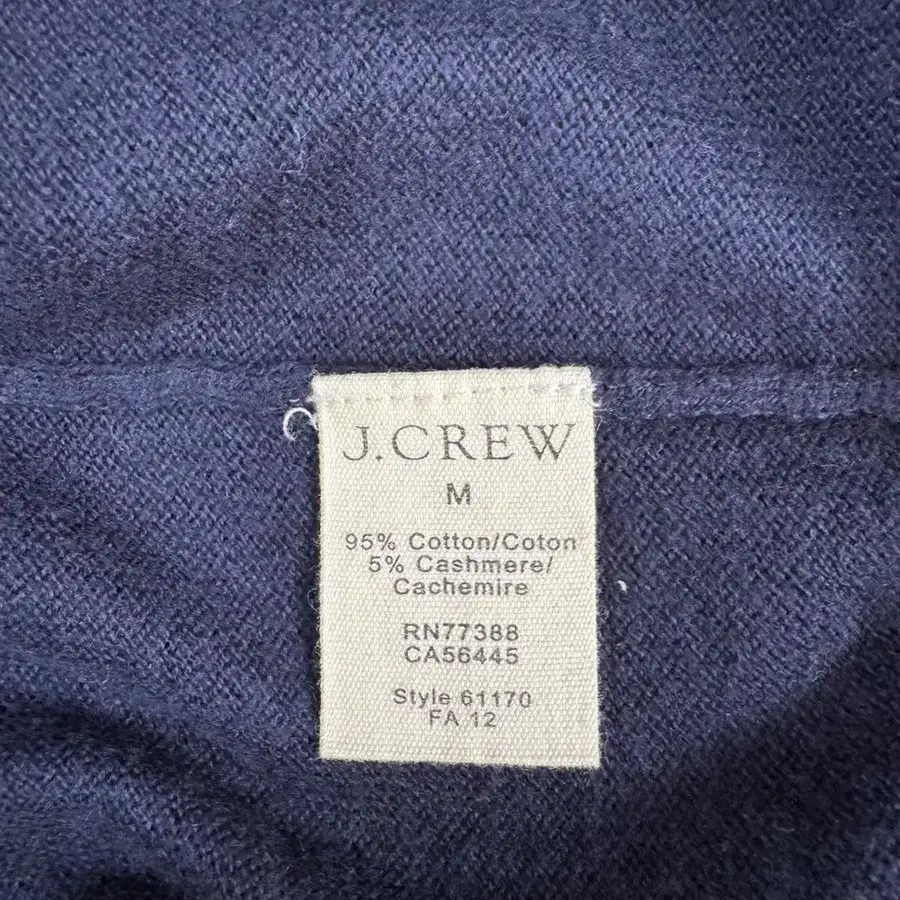 J.CREW
M
95% Cotton/Coton
5% Cashmere/
Cachemire
RN77388
CA56445
Style 61170
FA 12